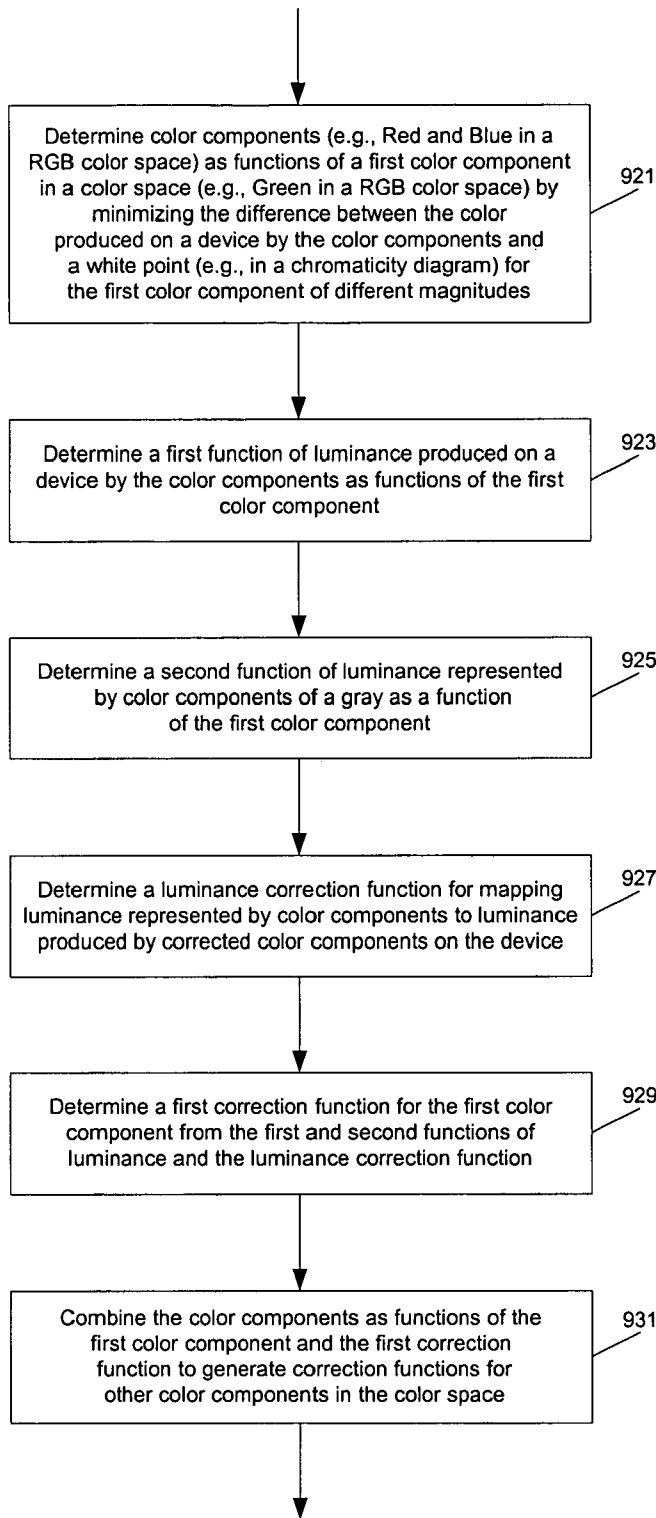 Determine color components (e.g., Red and Blue in a
RGB color space) as functions of a first color component
in a color space (e.g., Green in a RGB color space) by
minimizing the difference between the color
produced on a device by the color components and
a white point (e.g., in a chromaticity diagram) for
the first color component of different magnitudes
921
Determine a first function of luminance produced on a
device by the color components as functions of the first
color component
923
Determine a second function of luminance represented
by color components of a gray as a function
of the first color component
925
Determine a luminance correction function for mapping
luminance represented by color components to luminance
produced by corrected color components on the device
927
Determine a first correction function for the first color
component from the first and second functions of
luminance and the luminance correction function
929
Combine the color components as functions of the
first color component and the first correction
function to generate correction functions for
other color components in the color space
931